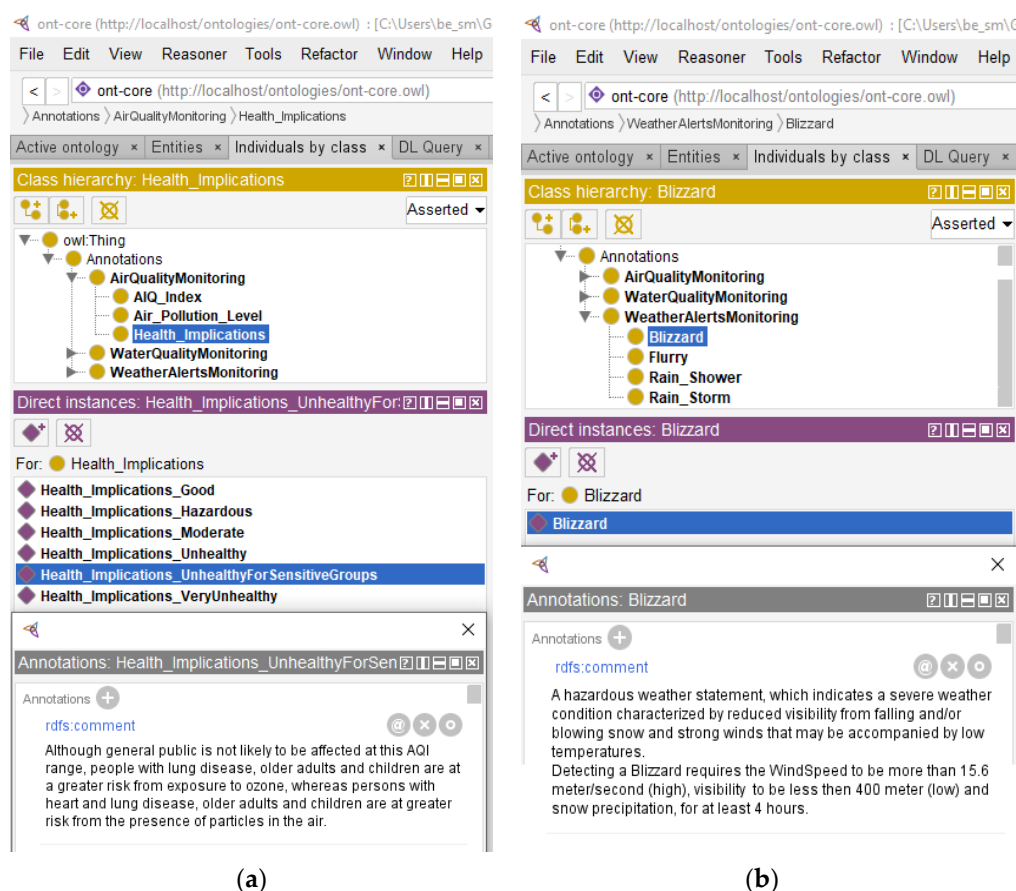 ont-core (http://localhost/ontologies/ont-core.owl) : [C:\Users\be_sm\G
File Edit View Reasoner Tools Refactor Window Help
< > ont-core (http://localhost/ontologies/ont-core.owl)
〉Annotations 〉AirQualityMonitoring 〉Health_Implications
Active ontology × Entities × Individuals by class × DL Query ×
Class hierarchy: Health_Implications
Asserted
owl:Thing
Annotations
AirQualityMonitoring
AIQ_Index
Air_Pollution_Level
Health_Implications
WaterQualityMonitoring
WeatherAlertsMonitoring
Direct instances: Health_Implications_UnhealthyFor
For: Health_Implications
Health_Implications_Good
Health_Implications_Hazardous
Health_Implications_Moderate
Health_Implications_Unhealthy
Health_Implications_UnhealthyForSensitiveGroups
Health_Implications_VeryUnhealthy
Annotations: Health_Implications_UnhealthyForSen
Annotations
rdfs:comment
Although general public is not likely to be affected at this AQI
range, people with lung disease, older adults and children are at
a greater risk from exposure to ozone, whereas persons with
heart and lung disease, older adults and children are at greater
risk from the presence of particles in the air.
(a)
ont-core (http://localhost/ontologies/ont-core.owl) : [C:\Users\be_sm\G
File Edit View Reasoner Tools Refactor Window Help
< > ont-core (http://localhost/ontologies/ont-core.owl)
〉Annotations 〉WeatherAlertsMonitoring 〉Blizzard
Active ontology × Entities × Individuals by class × DL Query ×
Class hierarchy: Blizzard
Asserted
Annotations
AirQualityMonitoring
WaterQualityMonitoring
WeatherAlertsMonitoring
Blizzard
Flurry
Rain_Shower
Rain_Storm
Direct instances: Blizzard
For: Blizzard
Blizzard
Annotations: Blizzard
Annotations
rdfs:comment
A hazardous weather statement, which indicates a severe weather
condition characterized by reduced visibility from falling and/or
blowing snow and strong winds that may be accompanied by low
temperatures.
Detecting a Blizzard requires the WindSpeed to be more than 15.6
meter/second (high), visibility to be less then 400 meter (low) and
snow precipitation, for at least 4 hours.
(b)